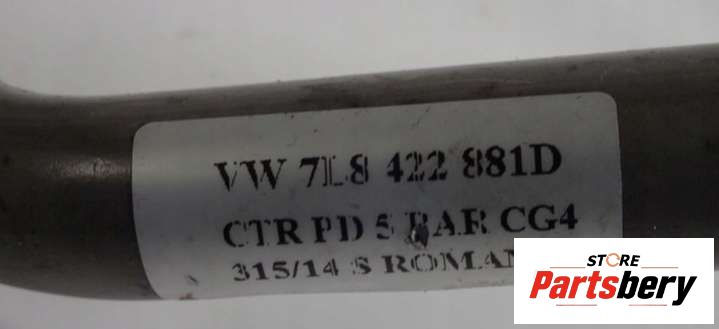 VW 7L8 422 881D
CTR PD 5 BAR CG4
315/14 S ROMAN
STORE
Partsbery